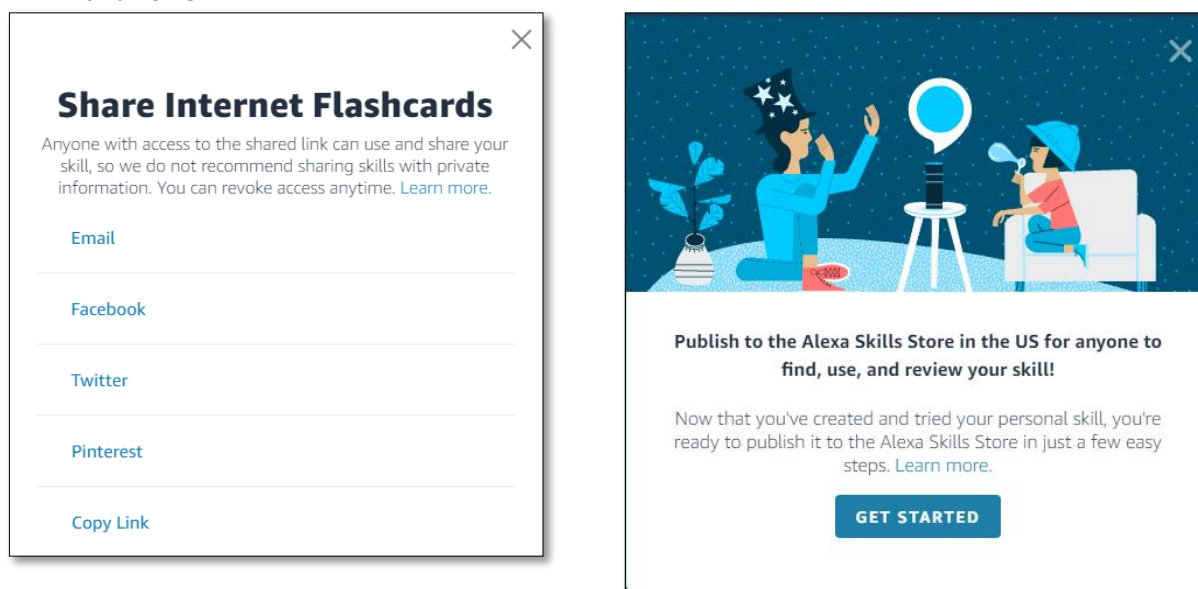 Share Internet Flashcards
Anyone with access to the shared link can use and share your
skill, so we do not recommend sharing skills with private
information. You can revoke access anytime. Learn more.
Email
Facebook
Twitter
Pinterest
Copy Link
Publish to the Alexa Skills Store in the US for anyone to
find, use, and review your skill!
Now that you've created and tried your personal skill, you're
ready to publish it to the Alexa Skills Store in just a few easy
steps. Learn more.
GET STARTED